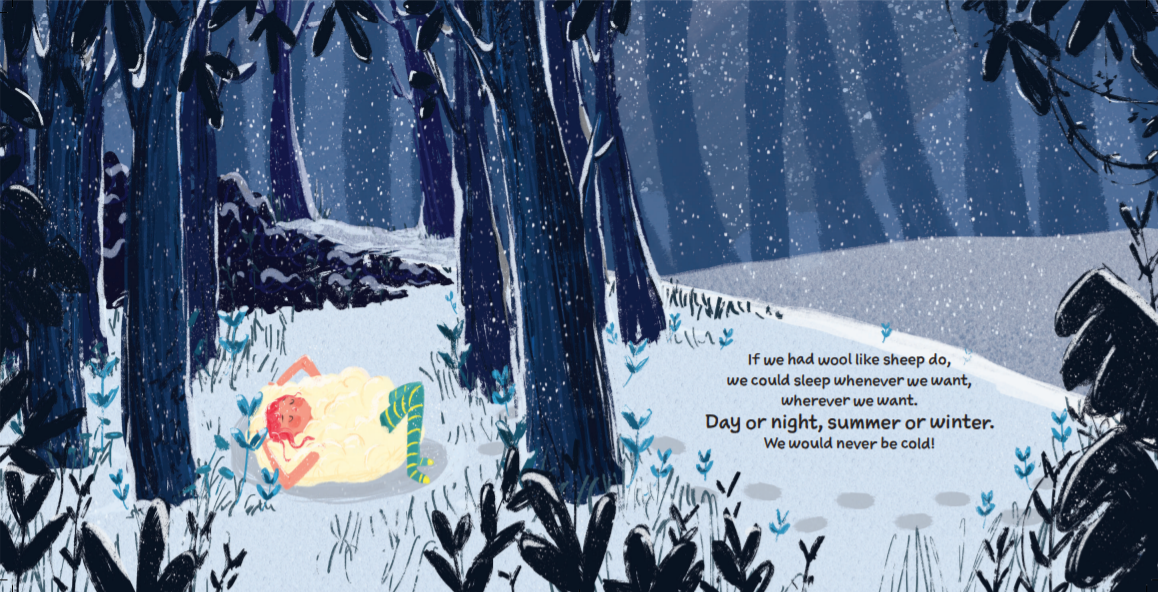 If we had wool like sheep do,
we could sleep whenever we want,
wherever we want.
Day or night, summer or winter.
We would never be cold!